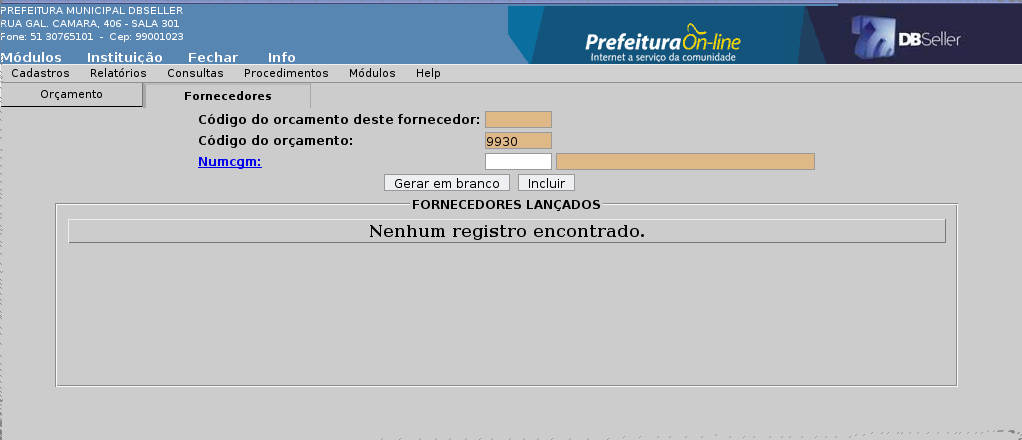 PREFEITURA MUNICIPAL DBSELLER
RUA GAL. CAMARA, 406 - SALA 301
Fone: 51 30765101 - Cep: 99001023
Módulos Instituição Fechar Info
Prefeitura On-line
Internet a serviço da comunidade
DBSeller
Cadastros Relatórios Consultas Procedimentos Módulos Help
Orçamento Fornecedores
Código do orcamento deste fornecedor:
Código do orçamento: 9930
Numcgm:
Gerar em branco Incluir
FORNECEDORES LANÇADOS
Nenhum registro encontrado.